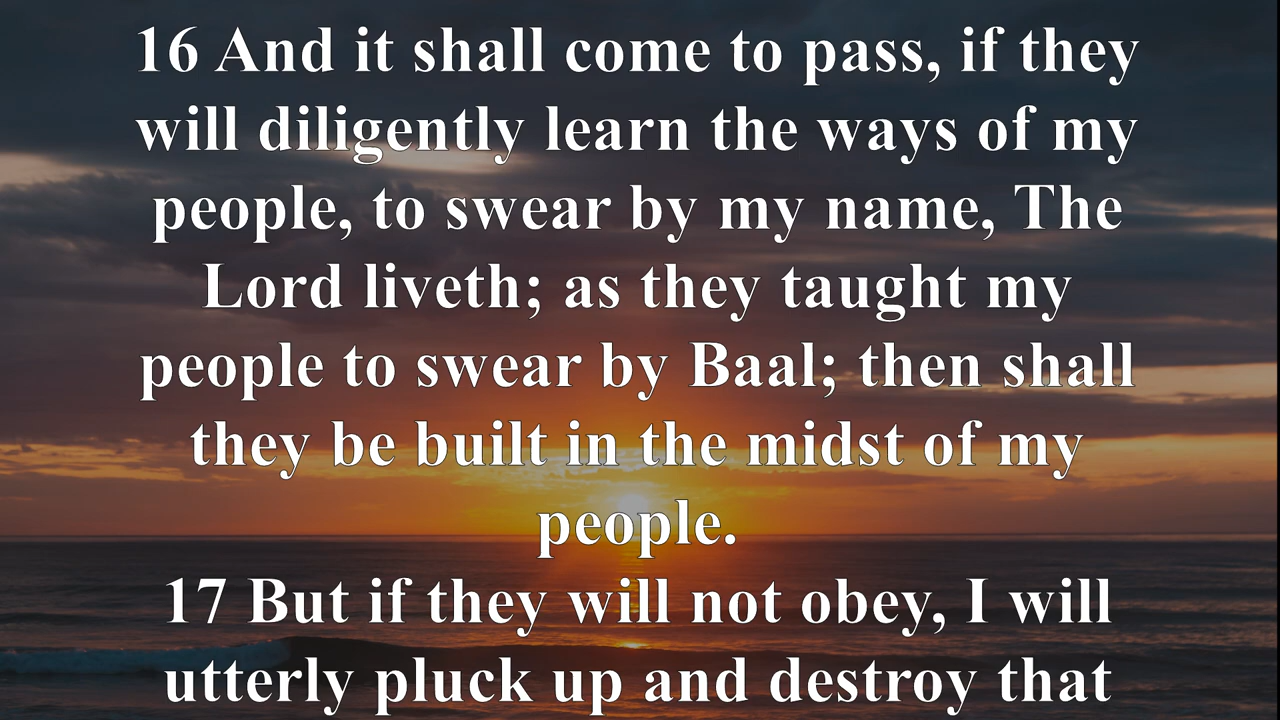 16 And it shall come to pass, if they
will diligently learn the ways of my
people, to swear by my name, The
Lord liveth; as they taught my
people to swear by Baal; then shall
they be built in the midst of my
people.
17 But if they will not obey, I will
utterly pluck up and destroy that